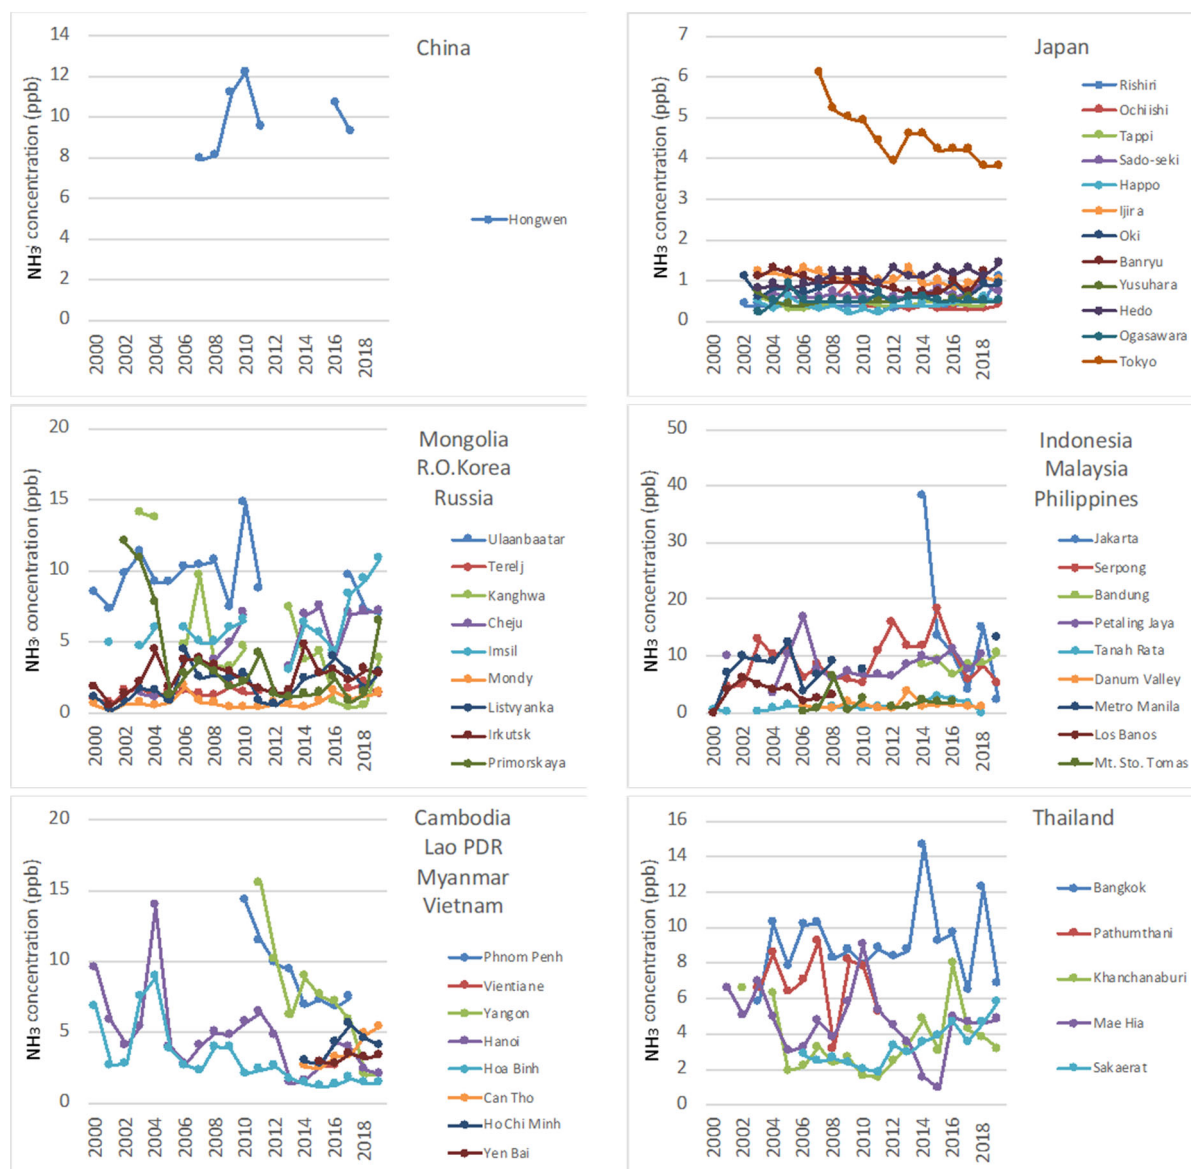 China
NH₃ concentration (ppb)
14
12
10
8
6
4
2
0
2000
2002
2004
2006
2008
2010
2012
2014
2016
2018
Hongwen
Japan
NH₃ concentration (ppb)
7
6
5
4
3
2
1
0
2000
2002
2004
2006
2008
2010
2012
2014
2016
2018
Rishiri
Ochiishi
Tappi
Sado-seki
Happo
Ijira
Oki
Banryu
Yusuhara
Hedo
Ogasawara
Tokyo
Mongolia
R.O.Korea
Russia
NH₃ concentration (ppb)
20
15
10
5
0
2000
2002
2004
2006
2008
2010
2012
2014
2016
2018
Ulaanbaatar
Terelj
Kanghwa
Cheju
Imsil
Mondy
Listvyanka
Irkutsk
Primorskaya
Indonesia
Malaysia
Philippines
NH₃ concentration (ppb)
50
40
30
20
10
0
2000
2002
2004
2006
2008
2010
2012
2014
2016
2018
Jakarta
Serpong
Bandung
Petaling Jaya
Tanah Rata
Danum Valley
Metro Manila
Los Banos
Mt. Sto. Tomas
Cambodia
Lao PDR
Myanmar
Vietnam
NH₃ concentration (ppb)
20
15
10
5
0
2000
2002
2004
2006
2008
2010
2012
2014
2016
2018
Phnom Penh
Vientiane
Yangon
Hanoi
Hoa Binh
Can Tho
Ho Chi Minh
Yen Bai
Thailand
NH₃ concentration (ppb)
16
14
12
10
8
6
4
2
0
2000
2002
2004
2006
2008
2010
2012
2014
2016
2018
Bangkok
Pathumthani
Khanchanaburi
Mae Hia
Sakaerat